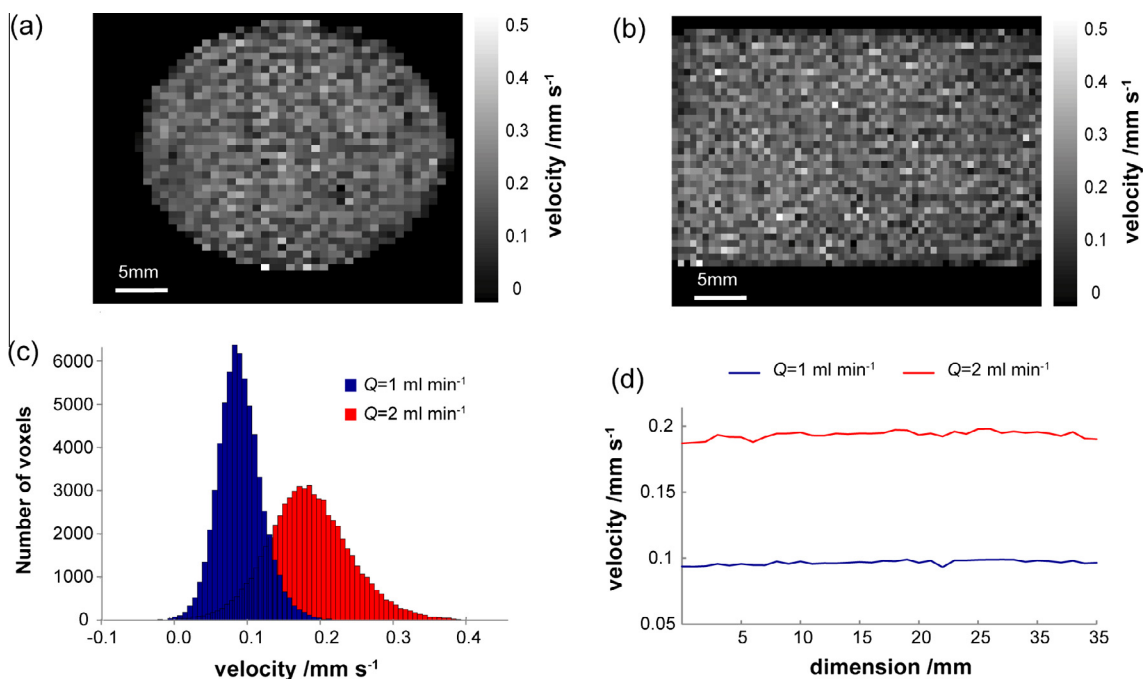 (a)
0.5
0.4
0.3
0.2
0.1
0
velocity /mm s⁻¹
5mm
(b)
0.5
0.4
0.3
0.2
0.1
0
velocity /mm s⁻¹
5mm
(c)
6000
5000
4000
3000
2000
1000
0
Number of voxels
Q=1 ml min⁻¹
Q=2 ml min⁻¹
-0.1 0.0 0.1 0.2 0.3 0.4
velocity /mm s⁻¹
(d)
Q=1 ml min⁻¹ Q=2 ml min⁻¹
0.2
0.15
0.1
0.05
velocity /mm s⁻¹
5 10 15 20 25 30 35 35
dimension /mm